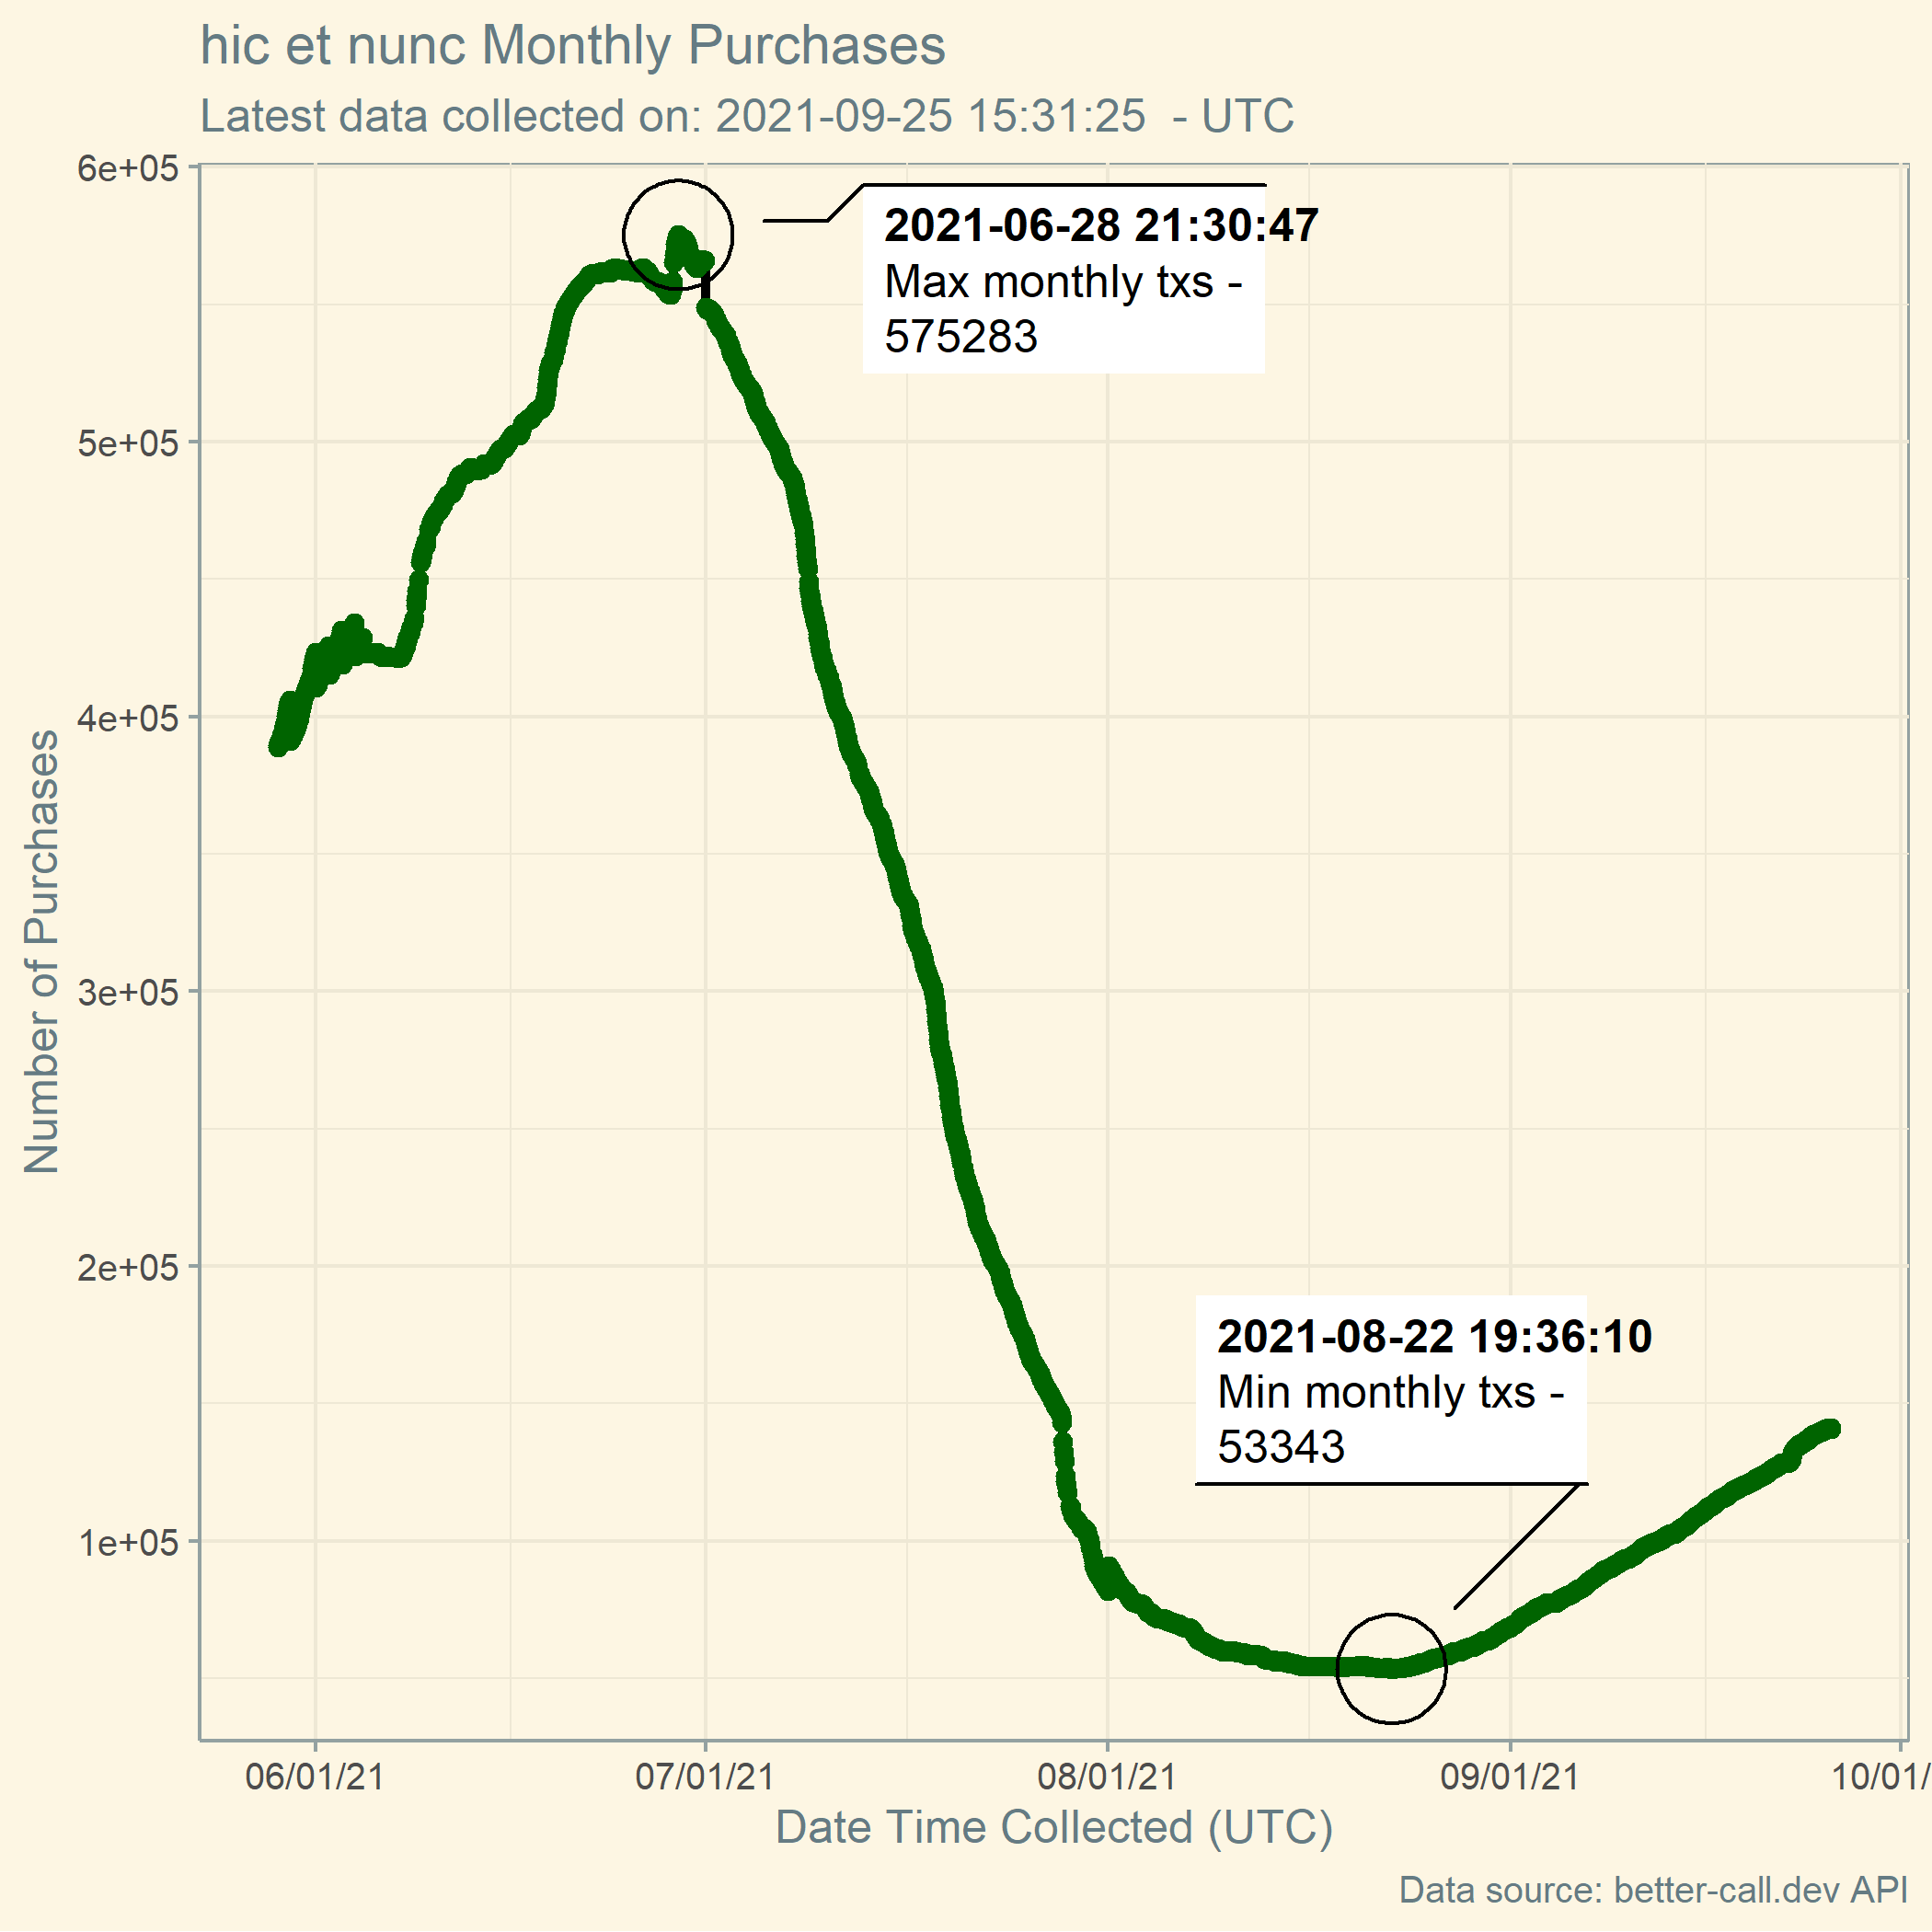 hic et nunc Monthly Purchases
Latest data collected on: 2021-09-25 15:31:25  - UTC
6e+05
5e+05
4e+05
3e+05
2e+05
1e+05
Number of Purchases
2021-06-28 21:30:47
Max monthly txs -
575283
2021-08-22 19:36:10
Min monthly txs -
53343
06/01/21 07/01/21 08/01/21 09/01/21 10/01/
Date Time Collected (UTC)
Data source: better-call.dev API